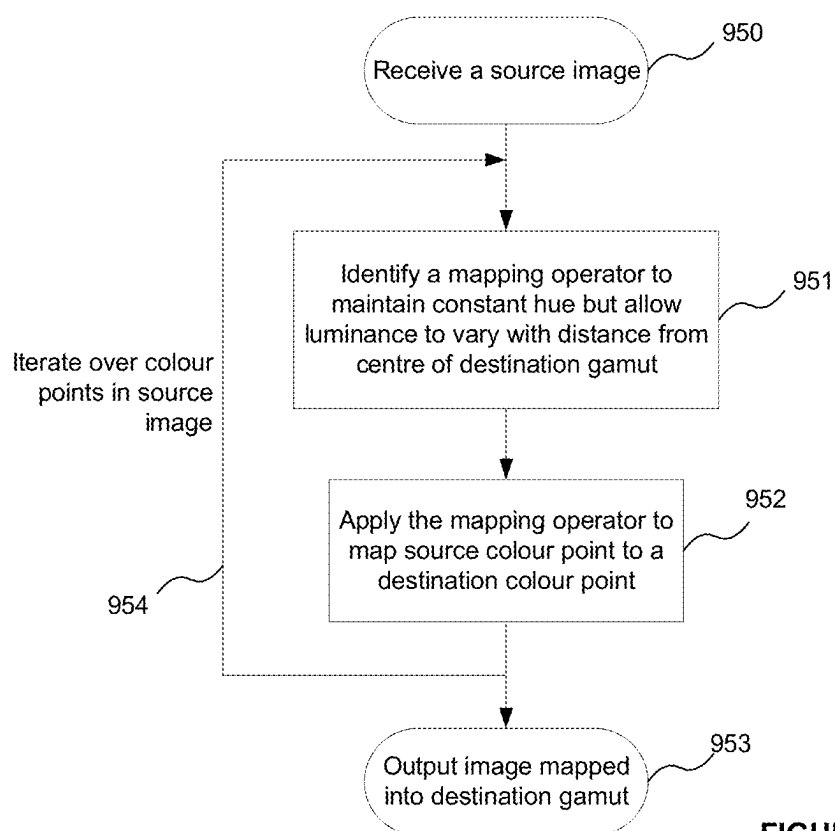 950
Receive a source image
Identify a mapping operator to
maintain constant hue but allow
luminance to vary with distance from
centre of destination gamut
951
Iterate over colour
points in source
image
952
Apply the mapping operator to
map source colour point to a
destination colour point
954
953
Output image mapped
into destination gamut